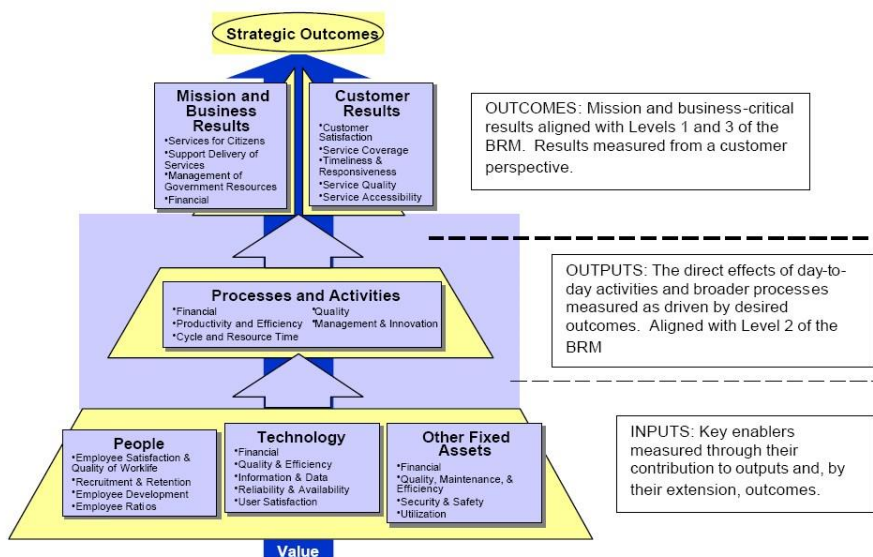 Strategic Outcomes
Mission and
Business
Results
•Services for Citizens
•Support Delivery of
Services
•Management of
Government Resources
•Financial
Customer
Results
•Customer
Satisfaction
•Service Coverage
•Timeliness &
Responsiveness
•Service Quality
•Service Accessibility
OUTCOMES: Mission and business-critical
results aligned with Levels 1 and 3 of the
BRM. Results measured from a customer
perspective.
Processes and Activities
•Financial
•Productivity and Efficiency
•Cycle and Resource Time
•Quality
•Management & Innovation
OUTPUTS: The direct effects of day-to-
day activities and broader processes
measured as driven by desired
outcomes. Aligned with Level 2 of the
BRM
People
•Employee Satisfaction &
Quality of Worklife
•Recruitment & Retention
•Employee Development
•Employee Ratios
Technology
•Financial
•Quality & Efficiency
•Information & Data
•Reliability & Availability
•User Satisfaction
Other Fixed
Assets
•Financial
•Quality, Maintenance, &
Efficiency
•Security & Safety
•Utilization
INPUTS: Key enablers
measured through their
contribution to outputs and, by
their extension, outcomes.
Value